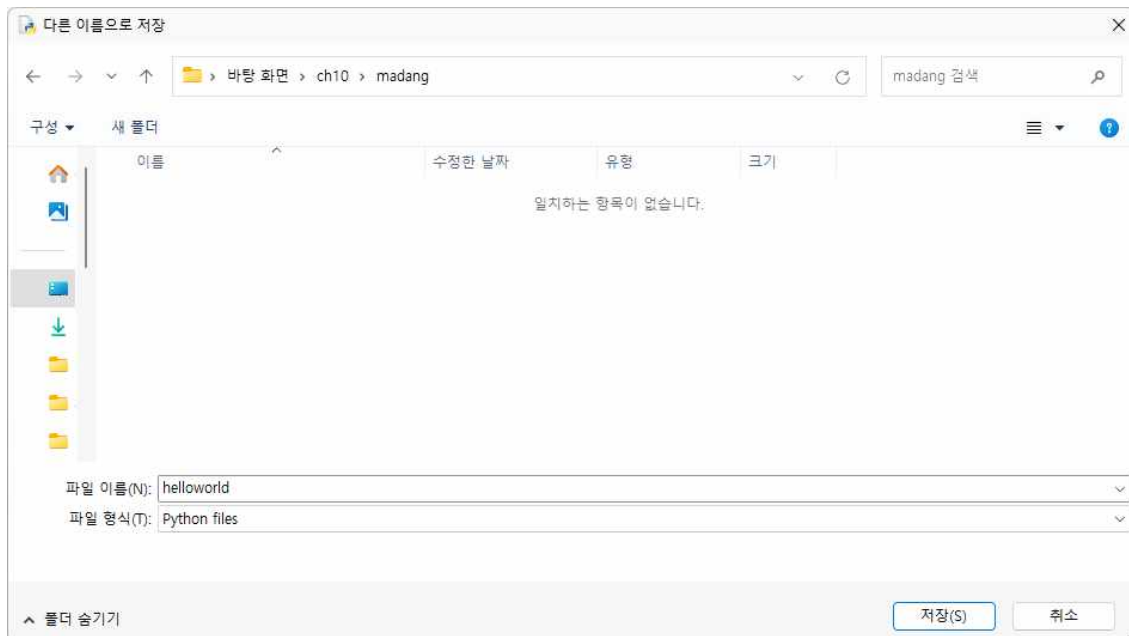 다른 이름으로 저장
바탕 화면 › ch10 › madang
madang 검색
구성
새 폴더
이름 수정한 날짜 유형 크기
일치하는 항목이 없습니다.
파일 이름(N): helloworld
파일 형식(T): Python files
폴더 숨기기
저장(S) 취소